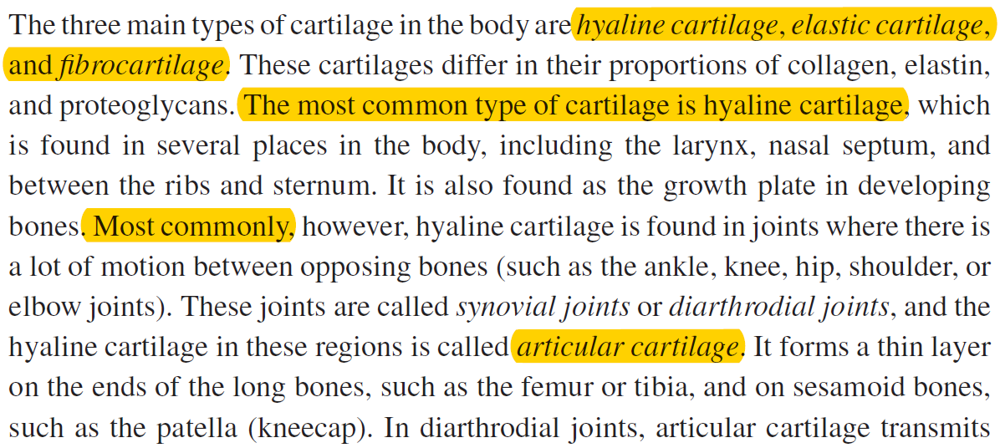 The three main types of cartilage in the body are hyaline cartilage, elastic cartilage,
and fibrocartilage. These cartilages differ in their proportions of collagen, elastin,
and proteoglycans. The most common type of cartilage is hyaline cartilage, which
is found in several places in the body, including the larynx, nasal septum, and
between the ribs and sternum. It is also found as the growth plate in developing
bones. Most commonly, however, hyaline cartilage is found in joints where there is
a lot of motion between opposing bones (such as the ankle, knee, hip, shoulder, or
elbow joints). These joints are called synovial joints or diarthrodial joints, and the
hyaline cartilage in these regions is called articular cartilage. It forms a thin layer
on the ends of the long bones, such as the femur or tibia, and on sesamoid bones,
such as the patella (kneecap). In diarthrodial joints, articular cartilage transmits